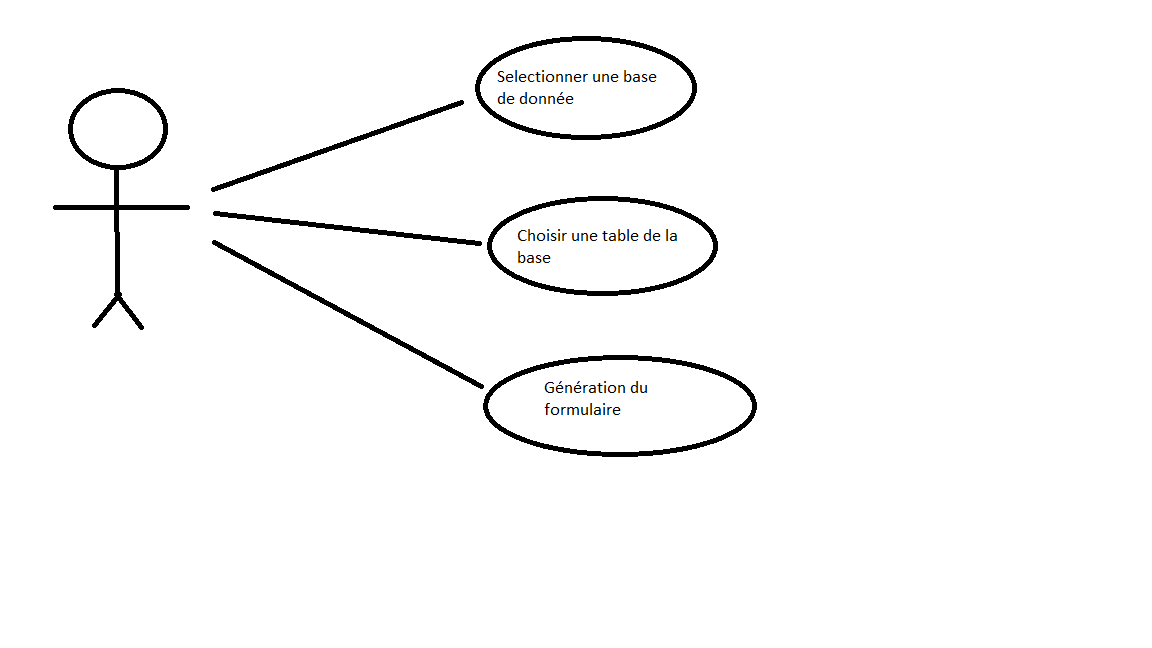 Selectionner une base
de donnée
Choisir une table de la
base
Génération du
formulaire